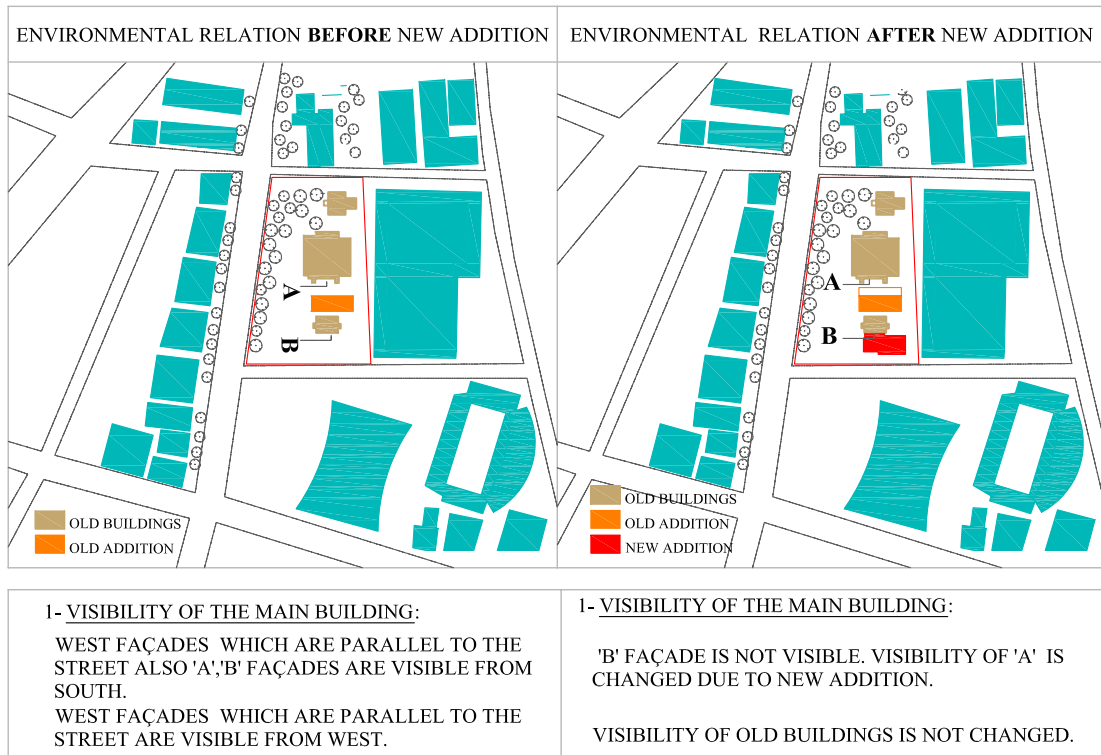 ENVIRONMENTAL RELATION BEFORE NEW ADDITION
ENVIRONMENTAL RELATION AFTER NEW ADDITION
A
B
OLD BUILDINGS
OLD ADDITION
A
B
OLD BUILDINGS
OLD ADDITION
NEW ADDITION
1- VISIBILITY OF THE MAIN BUILDING:
WEST FAÇADES WHICH ARE PARALLEL TO THE
STREET ALSO 'A','B' FAÇADES ARE VISIBLE FROM
SOUTH.
WEST FAÇADES WHICH ARE PARALLEL TO THE
STREET ARE VISIBLE FROM WEST.
1- VISIBILITY OF THE MAIN BUILDING:
'B' FAÇADE IS NOT VISIBLE. VISIBILITY OF 'A' IS
CHANGED DUE TO NEW ADDITION.
VISIBILITY OF OLD BUILDINGS IS NOT CHANGED.